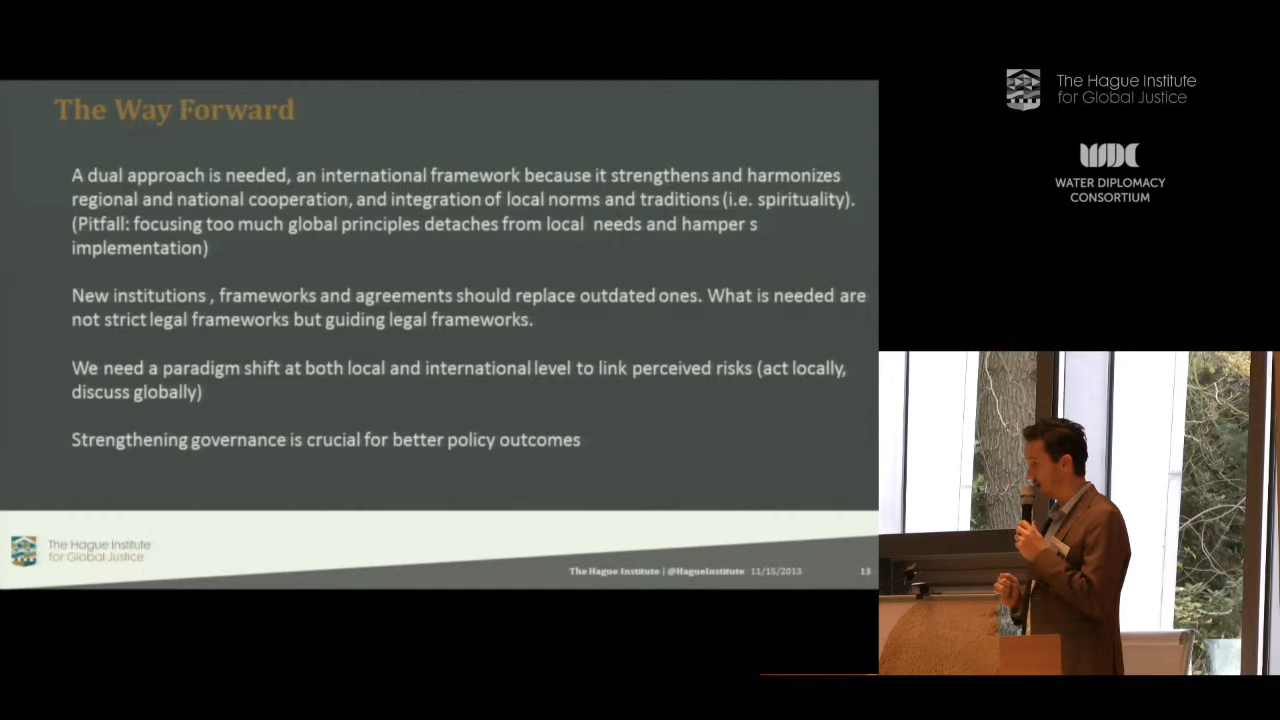 The Way Forward
A dual approach is needed, an international framework because it strengthens and harmonizes
regional and national cooperation, and integration of local norms and traditions (i.e. spirituality).
(Pitfall: focusing too much global principles detaches from local needs and hamper s
implementation)
New institutions , frameworks and agreements should replace outdated ones. What is needed are
not strict legal frameworks but guiding legal frameworks.
We need a paradigm shift at both local and international level to link perceived risks (act locally,
discuss globally)
Strengthening governance is crucial for better policy outcomes
The Hague Institute
for Global Justice
The Hague Institute | @HagueInstitute 11/15/2013 13
The Hague Institute
for Global Justice
WDC
WATER DIPLOMACY
CONSORTIUM